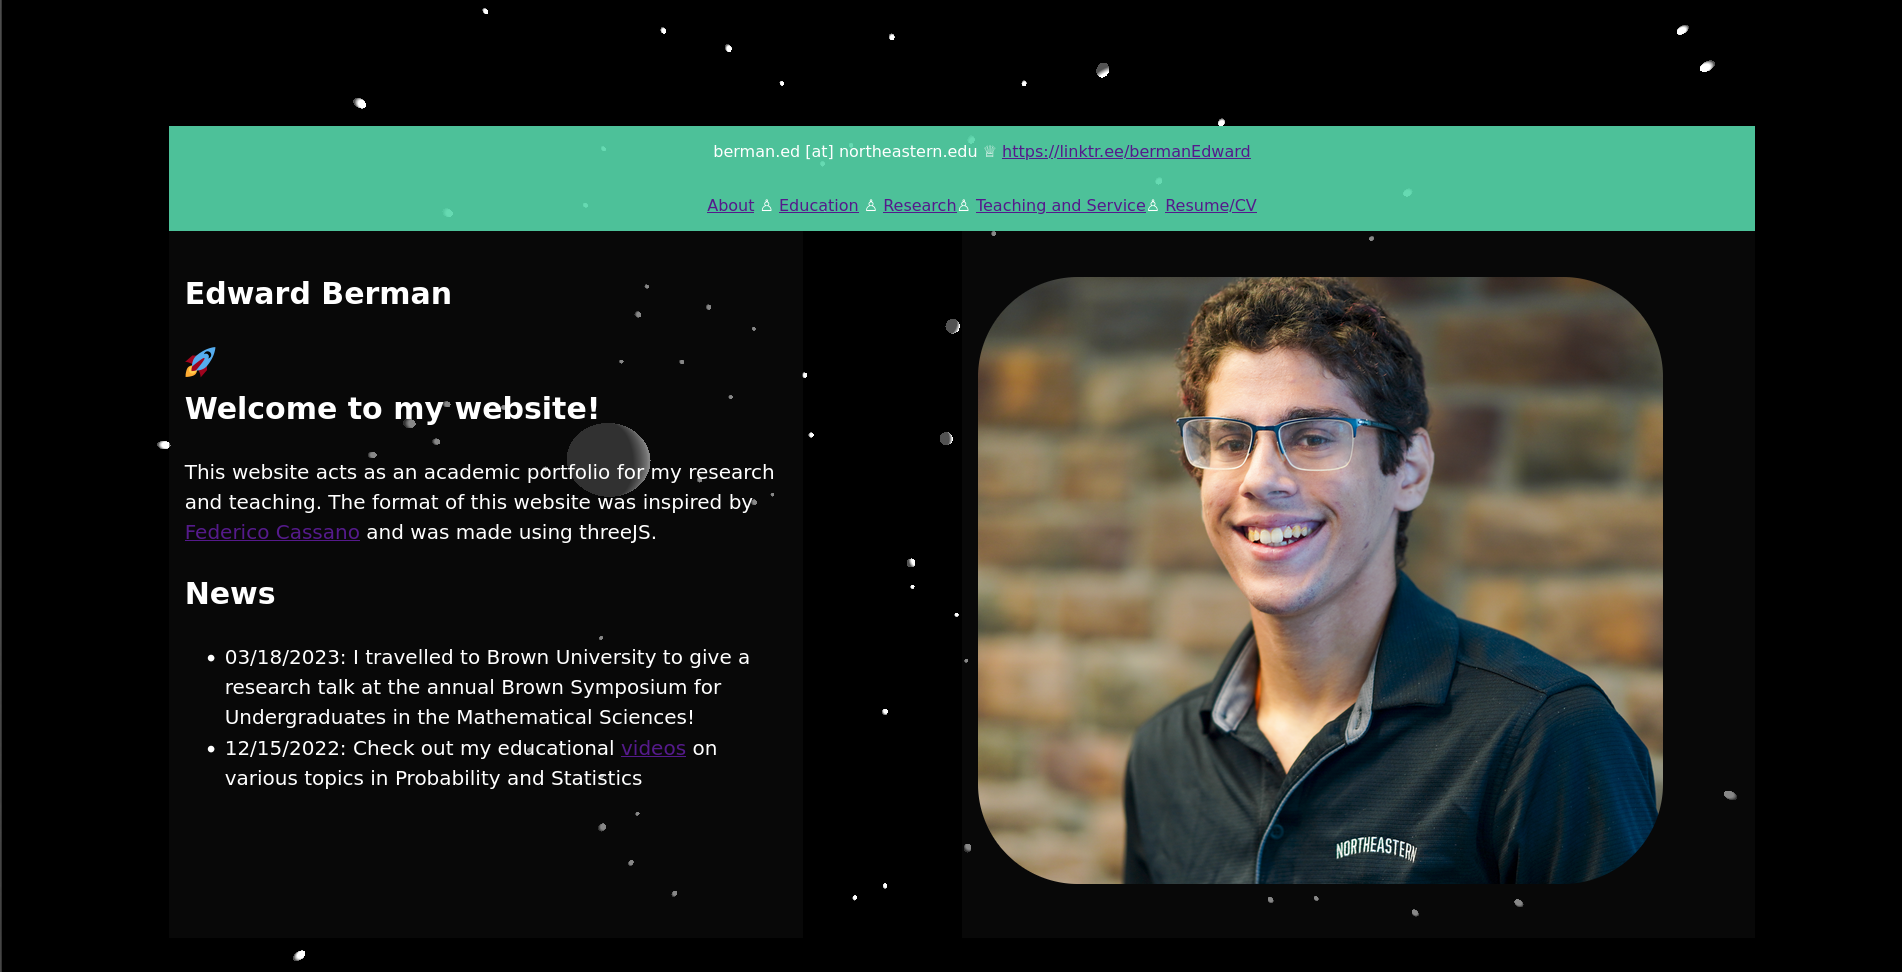 berman.ed [at] northeastern.edu ♕ https://linktr.ee/bermanEdward
About ♙ Education ♙ Research♙ Teaching and Service♙ Resume/CV
Edward Berman
🚀
Welcome to my website!
This website acts as an academic portfolio for my research
and teaching. The format of this website was inspired by
Federico Cassano and was made using threeJS.
News
• 03/18/2023: I travelled to Brown University to give a
research talk at the annual Brown Symposium for
Undergraduates in the Mathematical Sciences!
• 12/15/2022: Check out my educational videos on
various topics in Probability and Statistics
NORTHEASTERN